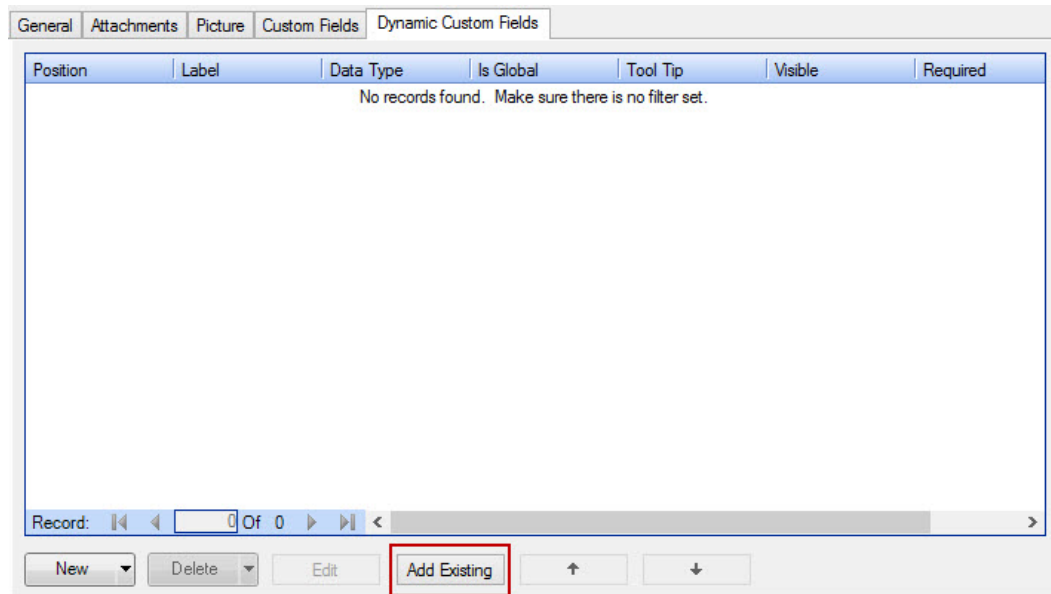 General Attachments Picture Custom Fields Dynamic Custom Fields
Position Label Data Type Is Global Tool Tip Visible Required
No records found. Make sure there is no filter set.
Record: 0 Of 0
New Delete Edit Add Existing